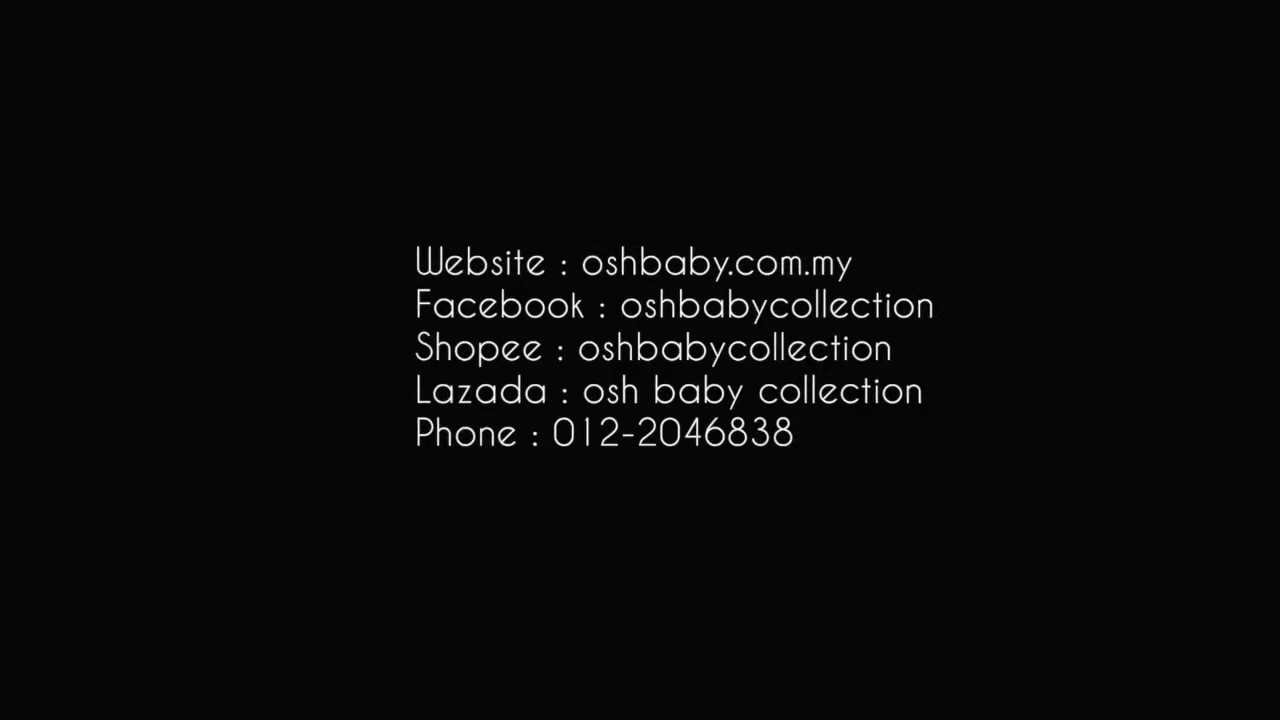 Website : oshbaby.com.my
Facebook : oshbabycollection
Shopee : oshbabycollection
Lazada : osh baby collection
Phone : 012-2046838